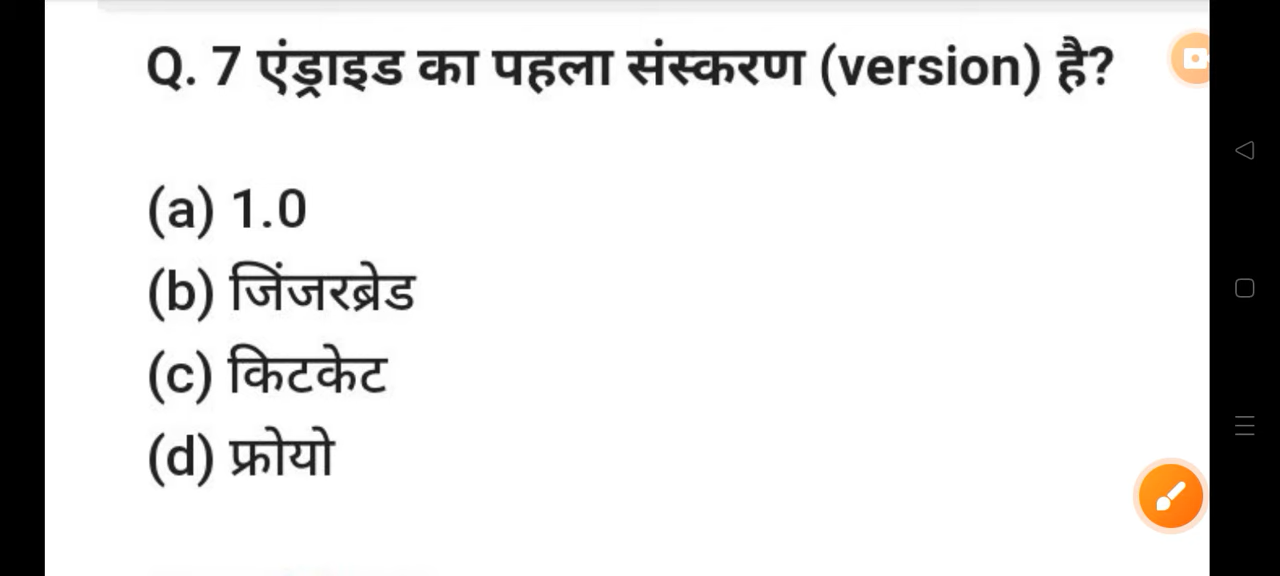 Q. 7 एंड्राइड का पहला संस्करण (version) है?
(a) 1.0
(b) जिंजरब्रेड
(c) किटकेट
(d) फ्रोयो